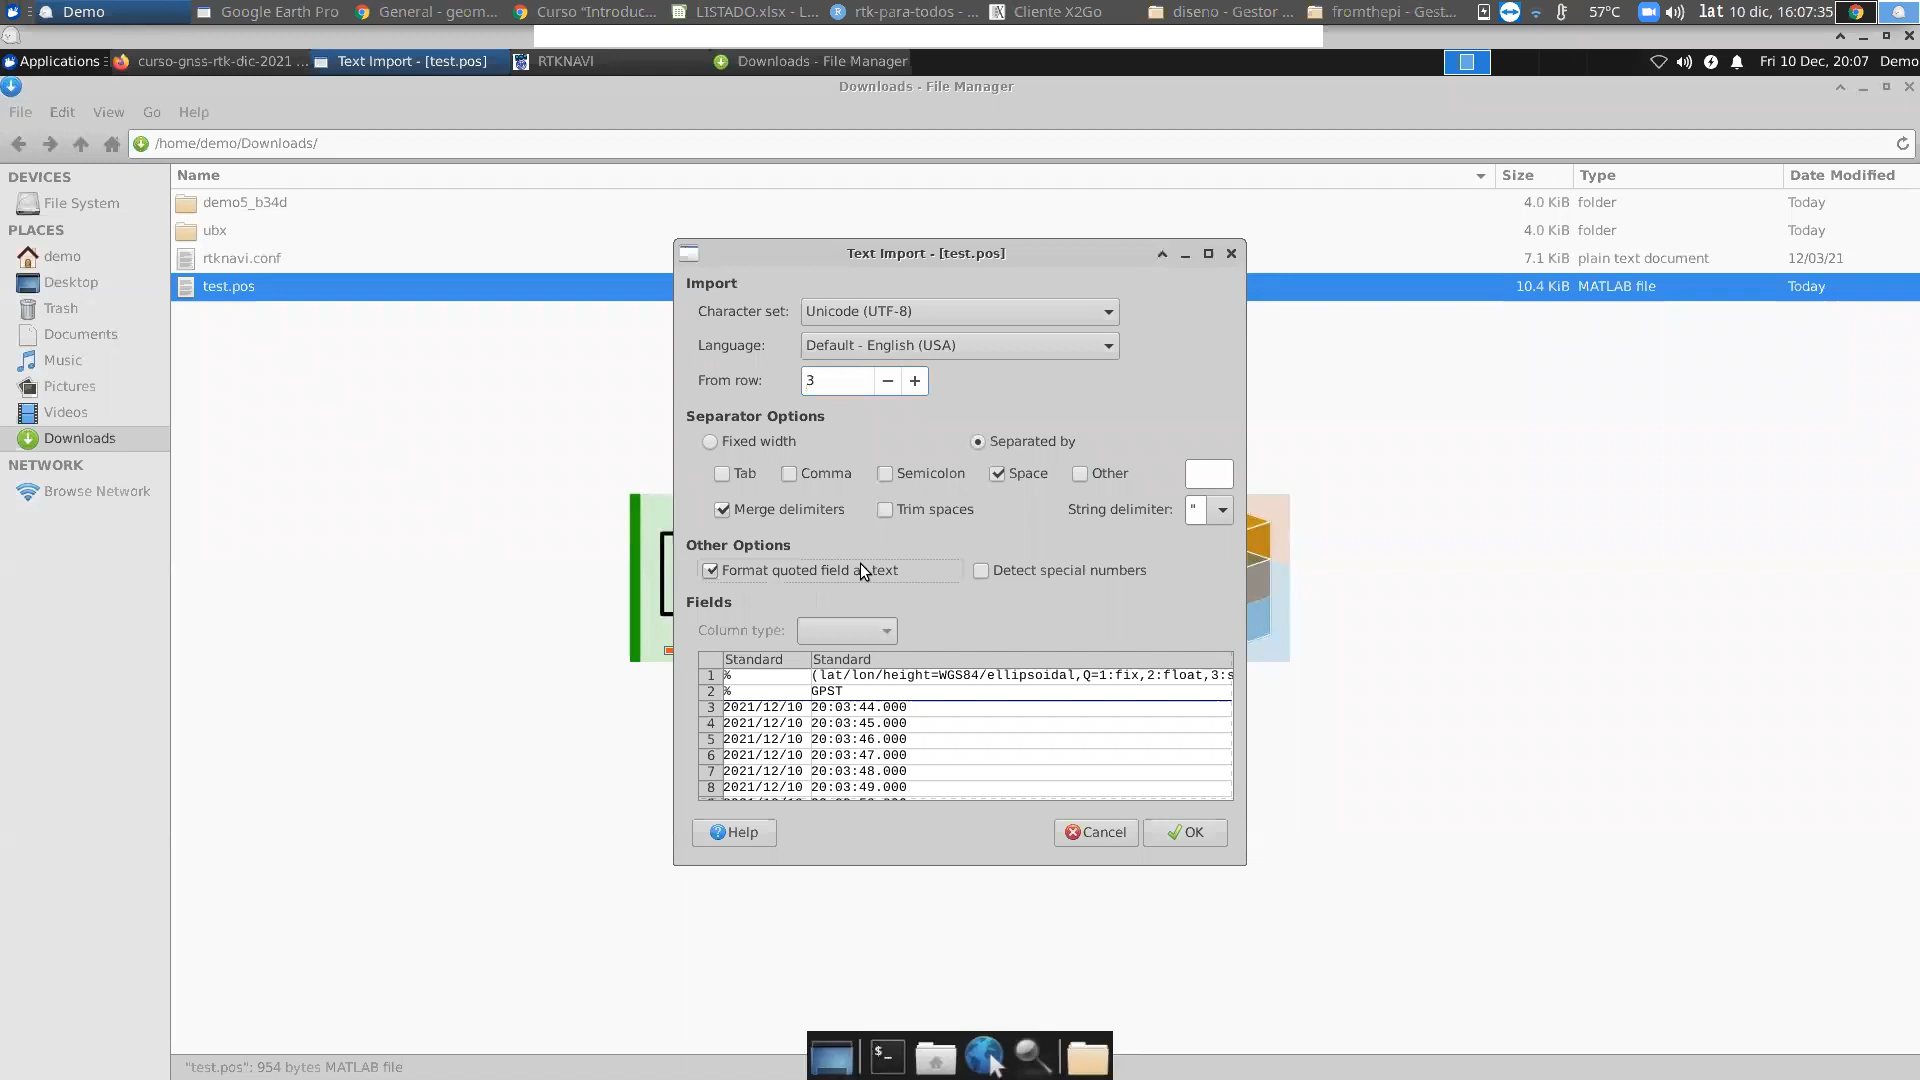 Demo Google Earth Pro General - geom... Curso "Introduc... LISTADO.xlsx - L... rtk-para-todos - ... Cliente X2Go diseno - Gestor ... fromthepi - Gest... 57°C lat 10 dic, 16:07:35
Applications curso-gnss-rtk-dic-2021 ... Text Import - [test.pos] RTKNAVI Downloads - File Manager Fri 10 Dec, 20:07 Demo
Downloads - File Manager
File Edit View Go Help
/home/demo/Downloads/
DEVICES
File System
PLACES
demo
Desktop
Trash
Documents
Music
Pictures
Videos
Downloads
NETWORK
Browse Network
Name Size Type Date Modified
demo5_b34d 4.0 KiB folder Today
ubx 4.0 KiB folder Today
rtknavi.conf 7.1 KiB plain text document 12/03/21
test.pos 10.4 KiB MATLAB file Today
Text Import - [test.pos]
Import
Character set: Unicode (UTF-8)
Language: Default - English (USA)
From row: 3
Separator Options
Fixed width Separated by
Tab Comma Semicolon Space Other
Merge delimiters Trim spaces String delimiter: "
Other Options
Format quoted field as text Detect special numbers
Fields
Column type:
Standard Standard
1 % (lat/lon/height=WGS84/ellipsoidal,Q=1:fix,2:float,3:s
2 % GPST
3 2021/12/10 20:03:44.000
4 2021/12/10 20:03:45.000
5 2021/12/10 20:03:46.000
6 2021/12/10 20:03:47.000
7 2021/12/10 20:03:48.000
8 2021/12/10 20:03:49.000
Help Cancel OK
"test.pos": 954 bytes MATLAB file